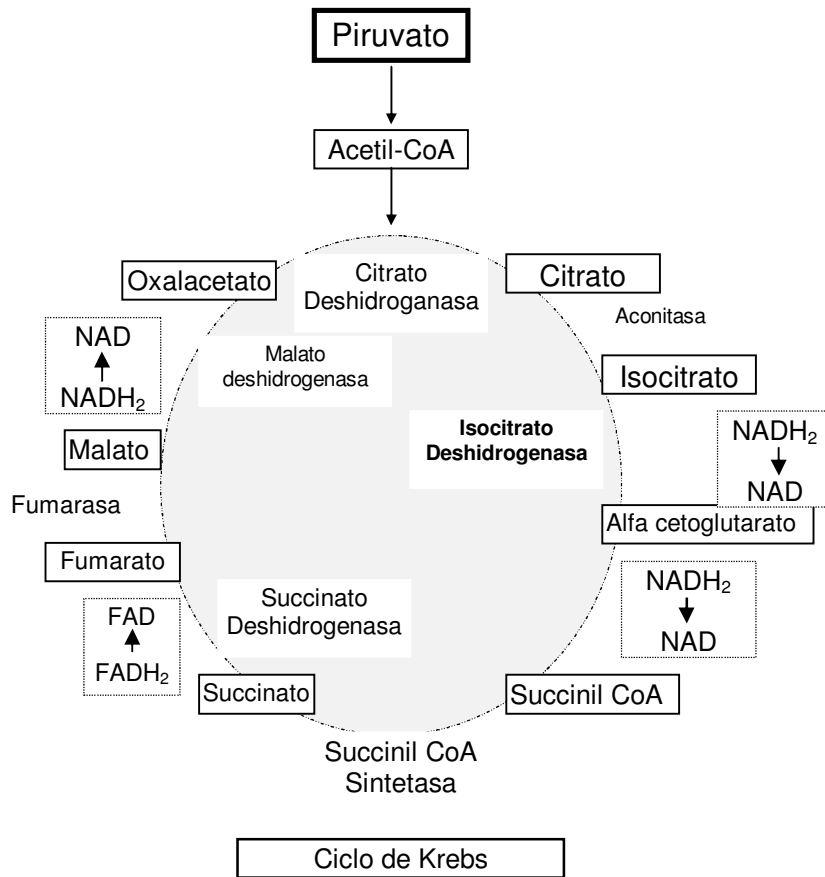 Piruvato
Acetil-CoA
Oxalacetato
Citrato
Deshidroganasa
Citrato
Aconitasa
NAD
NADH₂
Malato
deshidrogenasa
Isocitrato
Malato
Isocitrato
Deshidrogenasa
NADH₂
NAD
Fumarasa
Alfa cetoglutarato
Fumarato
NADH₂
NAD
FAD
FADH₂
Succinato
Deshidrogenasa
Succinato
Succinil CoA
Succinil CoA
Sintetasa
Ciclo de Krebs